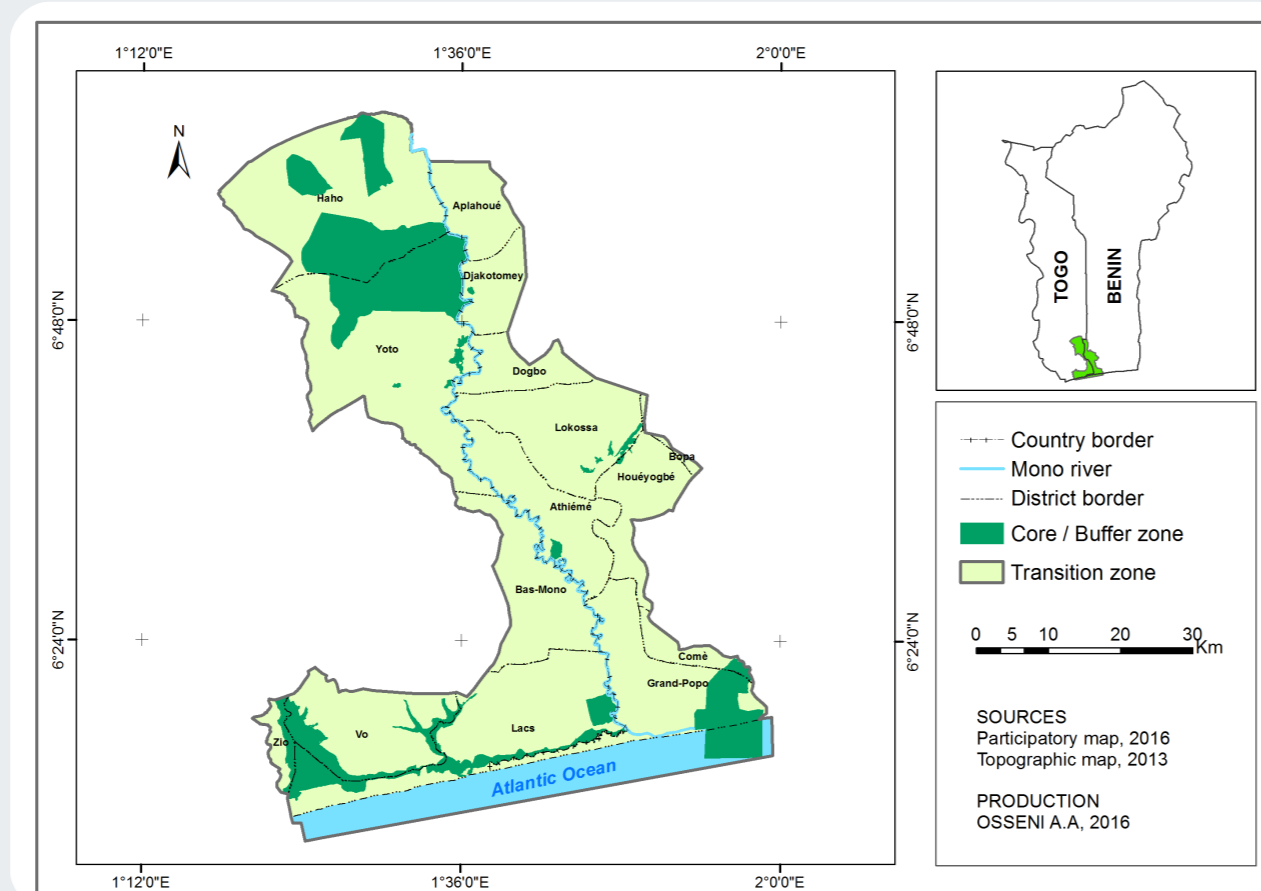 1°12'0"E
1°36'0"E
2°0'0"E
N
Haho
Aplahoué
Djakotomey
6°48'0"N
6°48'0"N
Yoto
Dogbo
Lokossa
Bopa
Houéyogbé
Athiémé
Bas-Mono
6°24'0"N
6°24'0"N
Comè
Grand-Popo
Lacs
Vo
Zio
Atlantic Ocean
1°12'0"E
1°36'0"E
2°0'0"E
TOGO
BENIN
Country border
Mono river
District border
Core / Buffer zone
Transition zone
0 5 10 20 30
Km
SOURCES
Participatory map, 2016
Topographic map, 2013
PRODUCTION
OSSENI A.A, 2016